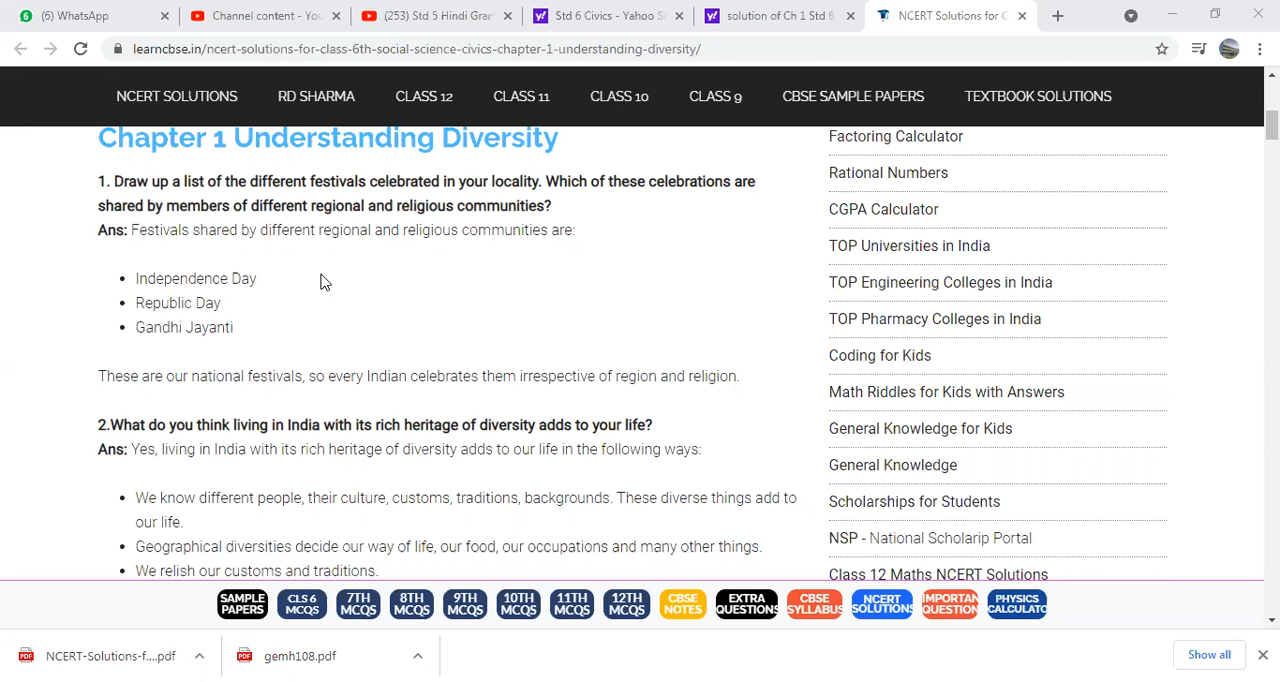 (6) WhatsApp
Channel content - You
(253) Std 5 Hindi Gran
Std 6 Civics - Yahoo S
solution of Ch 1 Std 6
NCERT Solutions for C
learncbse.in/ncert-solutions-for-class-6th-social-science-civics-chapter-1-understanding-diversity/
NCERT SOLUTIONS RD SHARMA CLASS 12 CLASS 11 CLASS 10 CLASS 9 CBSE SAMPLE PAPERS TEXTBOOK SOLUTIONS
Chapter 1 Understanding Diversity
1. Draw up a list of the different festivals celebrated in your locality. Which of these celebrations are
shared by members of different regional and religious communities?
Ans: Festivals shared by different regional and religious communities are:
• Independence Day
• Republic Day
• Gandhi Jayanti
These are our national festivals, so every Indian celebrates them irrespective of region and religion.
2.What do you think living in India with its rich heritage of diversity adds to your life?
Ans: Yes, living in India with its rich heritage of diversity adds to our life in the following ways:
• We know different people, their culture, customs, traditions, backgrounds. These diverse things add to
our life.
• Geographical diversities decide our way of life, our food, our occupations and many other things.
• We relish our customs and traditions.
Factoring Calculator
Rational Numbers
CGPA Calculator
TOP Universities in India
TOP Engineering Colleges in India
TOP Pharmacy Colleges in India
Coding for Kids
Math Riddles for Kids with Answers
General Knowledge for Kids
General Knowledge
Scholarships for Students
NSP - National Scholarip Portal
Class 12 Maths NCERT Solutions
SAMPLE PAPERS
CLS 6 MCQS
7TH MCQS
8TH MCQS
9TH MCQS
10TH MCQS
11TH MCQS
12TH MCQS
CBSE NOTES
EXTRA QUESTIONS
CBSE SYLLABUS
NCERT SOLUTIONS
IMPORTAN QUESTION
PHYSICS CALCULATO
NCERT-Solutions-f....pdf
gemh108.pdf
Show all